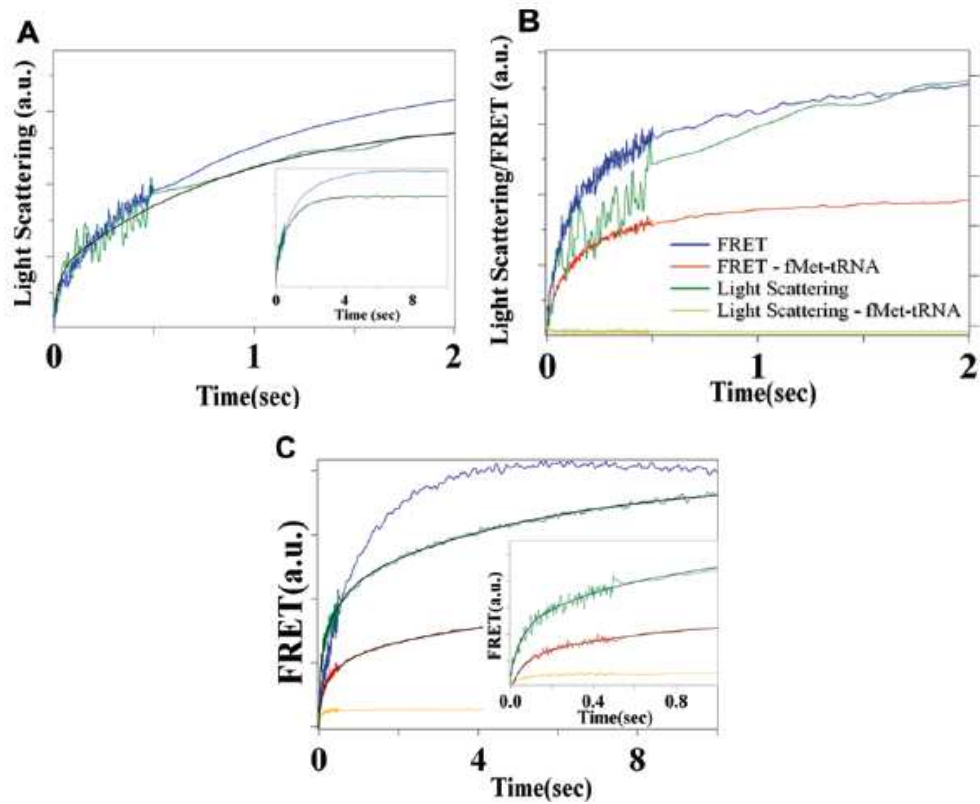 A
Light Scattering (a.u.)
0
4
8
Time (sec)
0
1
2
Time(sec)
B
Light Scattering/FRET (a.u.)
FRET
FRET - fMet-tRNA
Light Scattering
Light Scattering - fMet-tRNA
0
1
2
Time(sec)
C
FRET(a.u.)
FRET(a.u.)
0.0
0.4
0.8
Time(sec)
0
4
8
Time(sec)